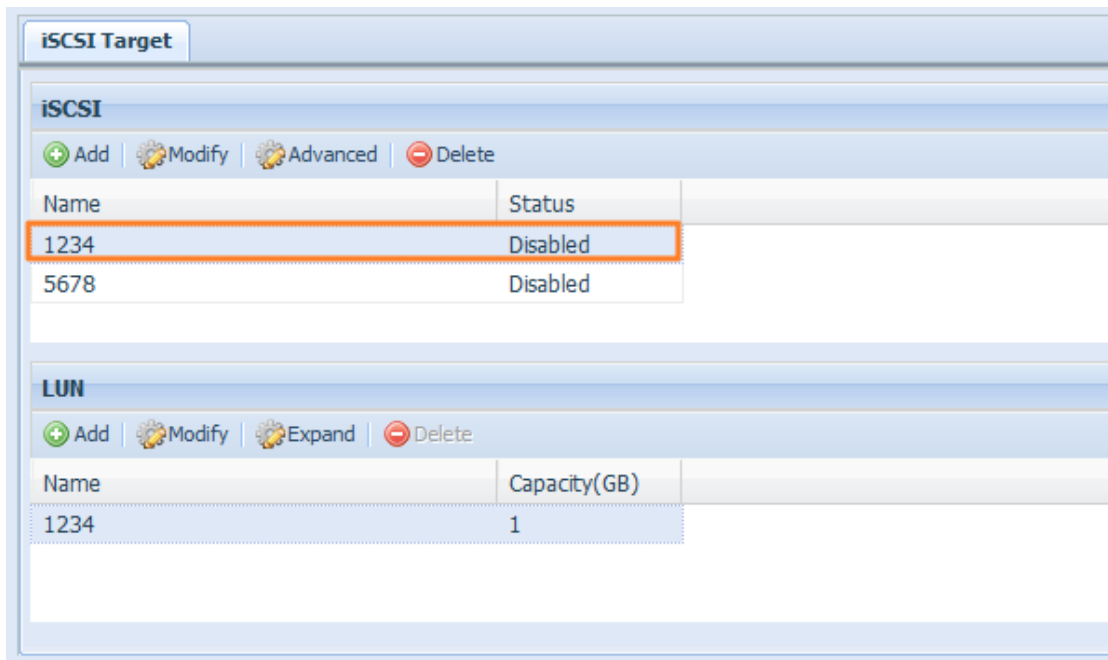 iSCSI Target
iSCSI
Add Modify Advanced Delete
Name Status
1234 Disabled
5678 Disabled
LUN
Add Modify Expand Delete
Name Capacity(GB)
1234 1